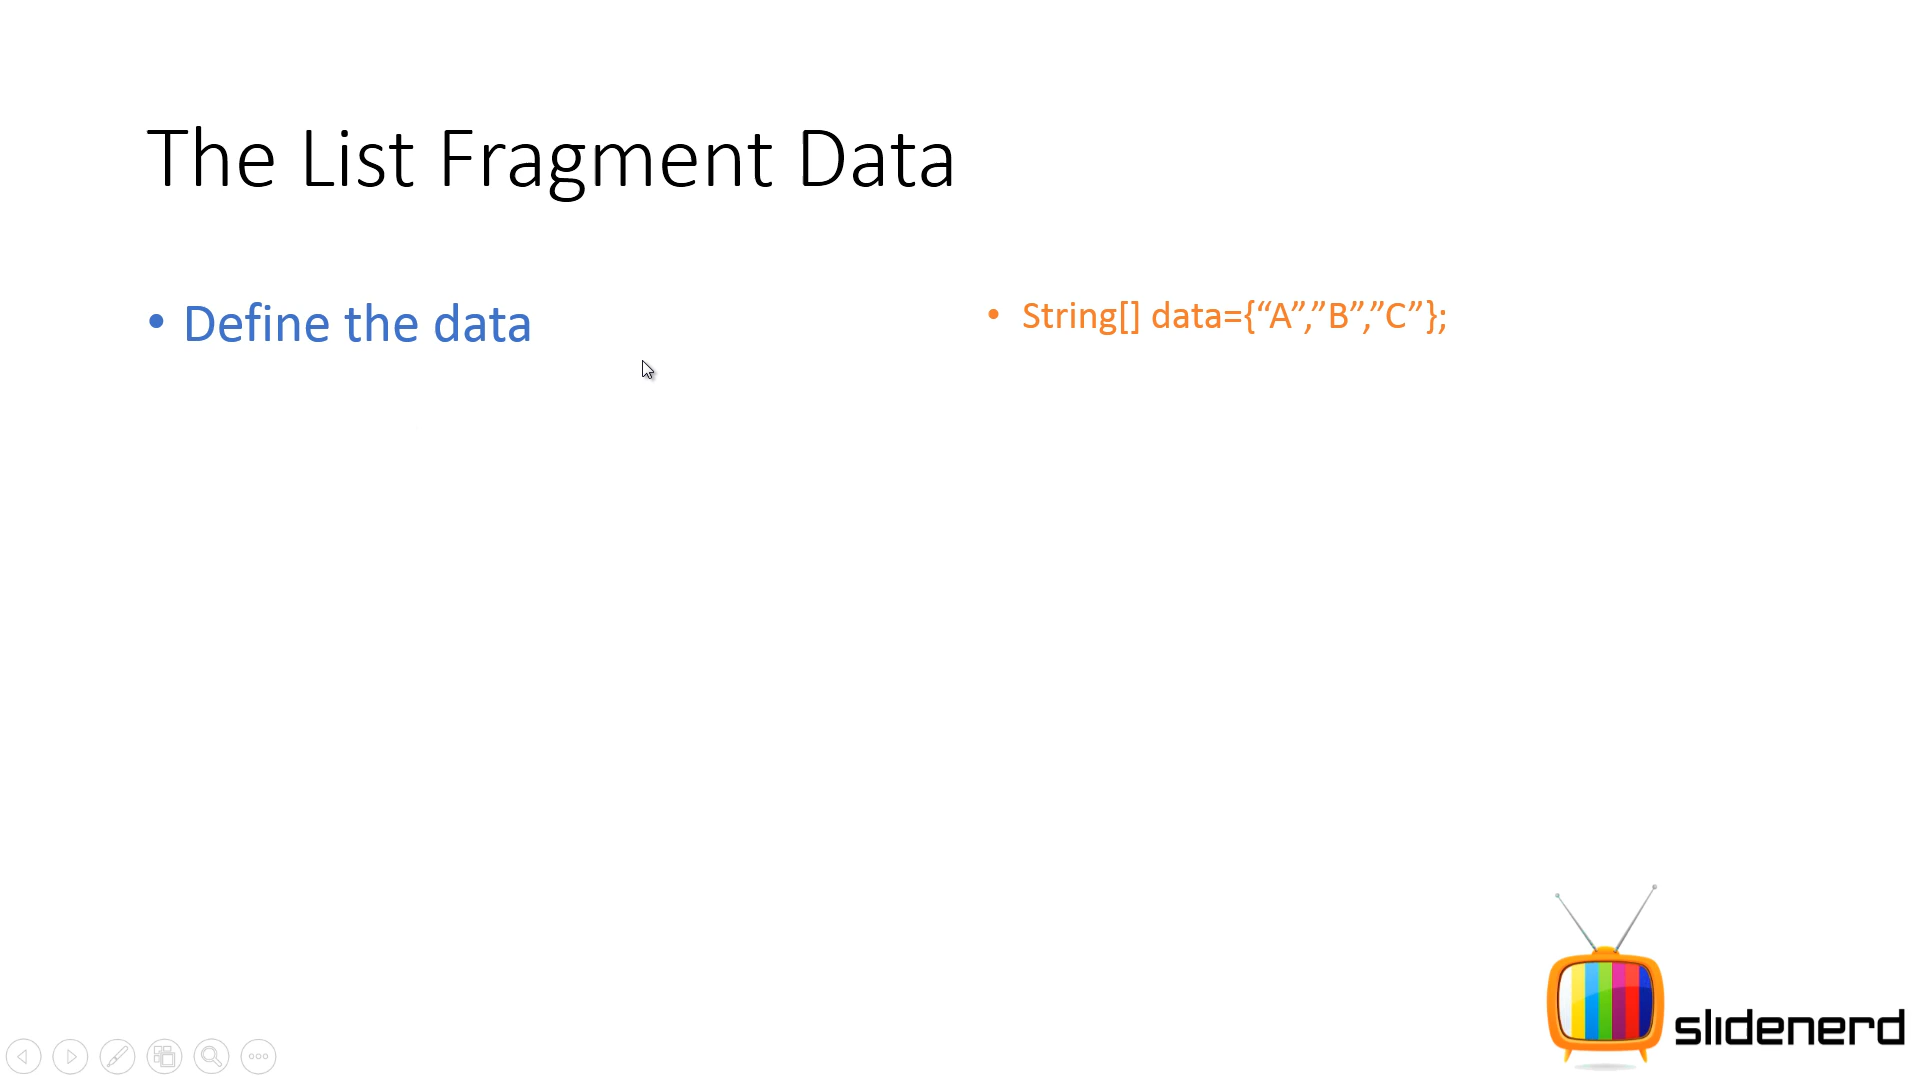 The List Fragment Data
• Define the data
• String[] data={“A”,”B”,”C”};
slidenerd